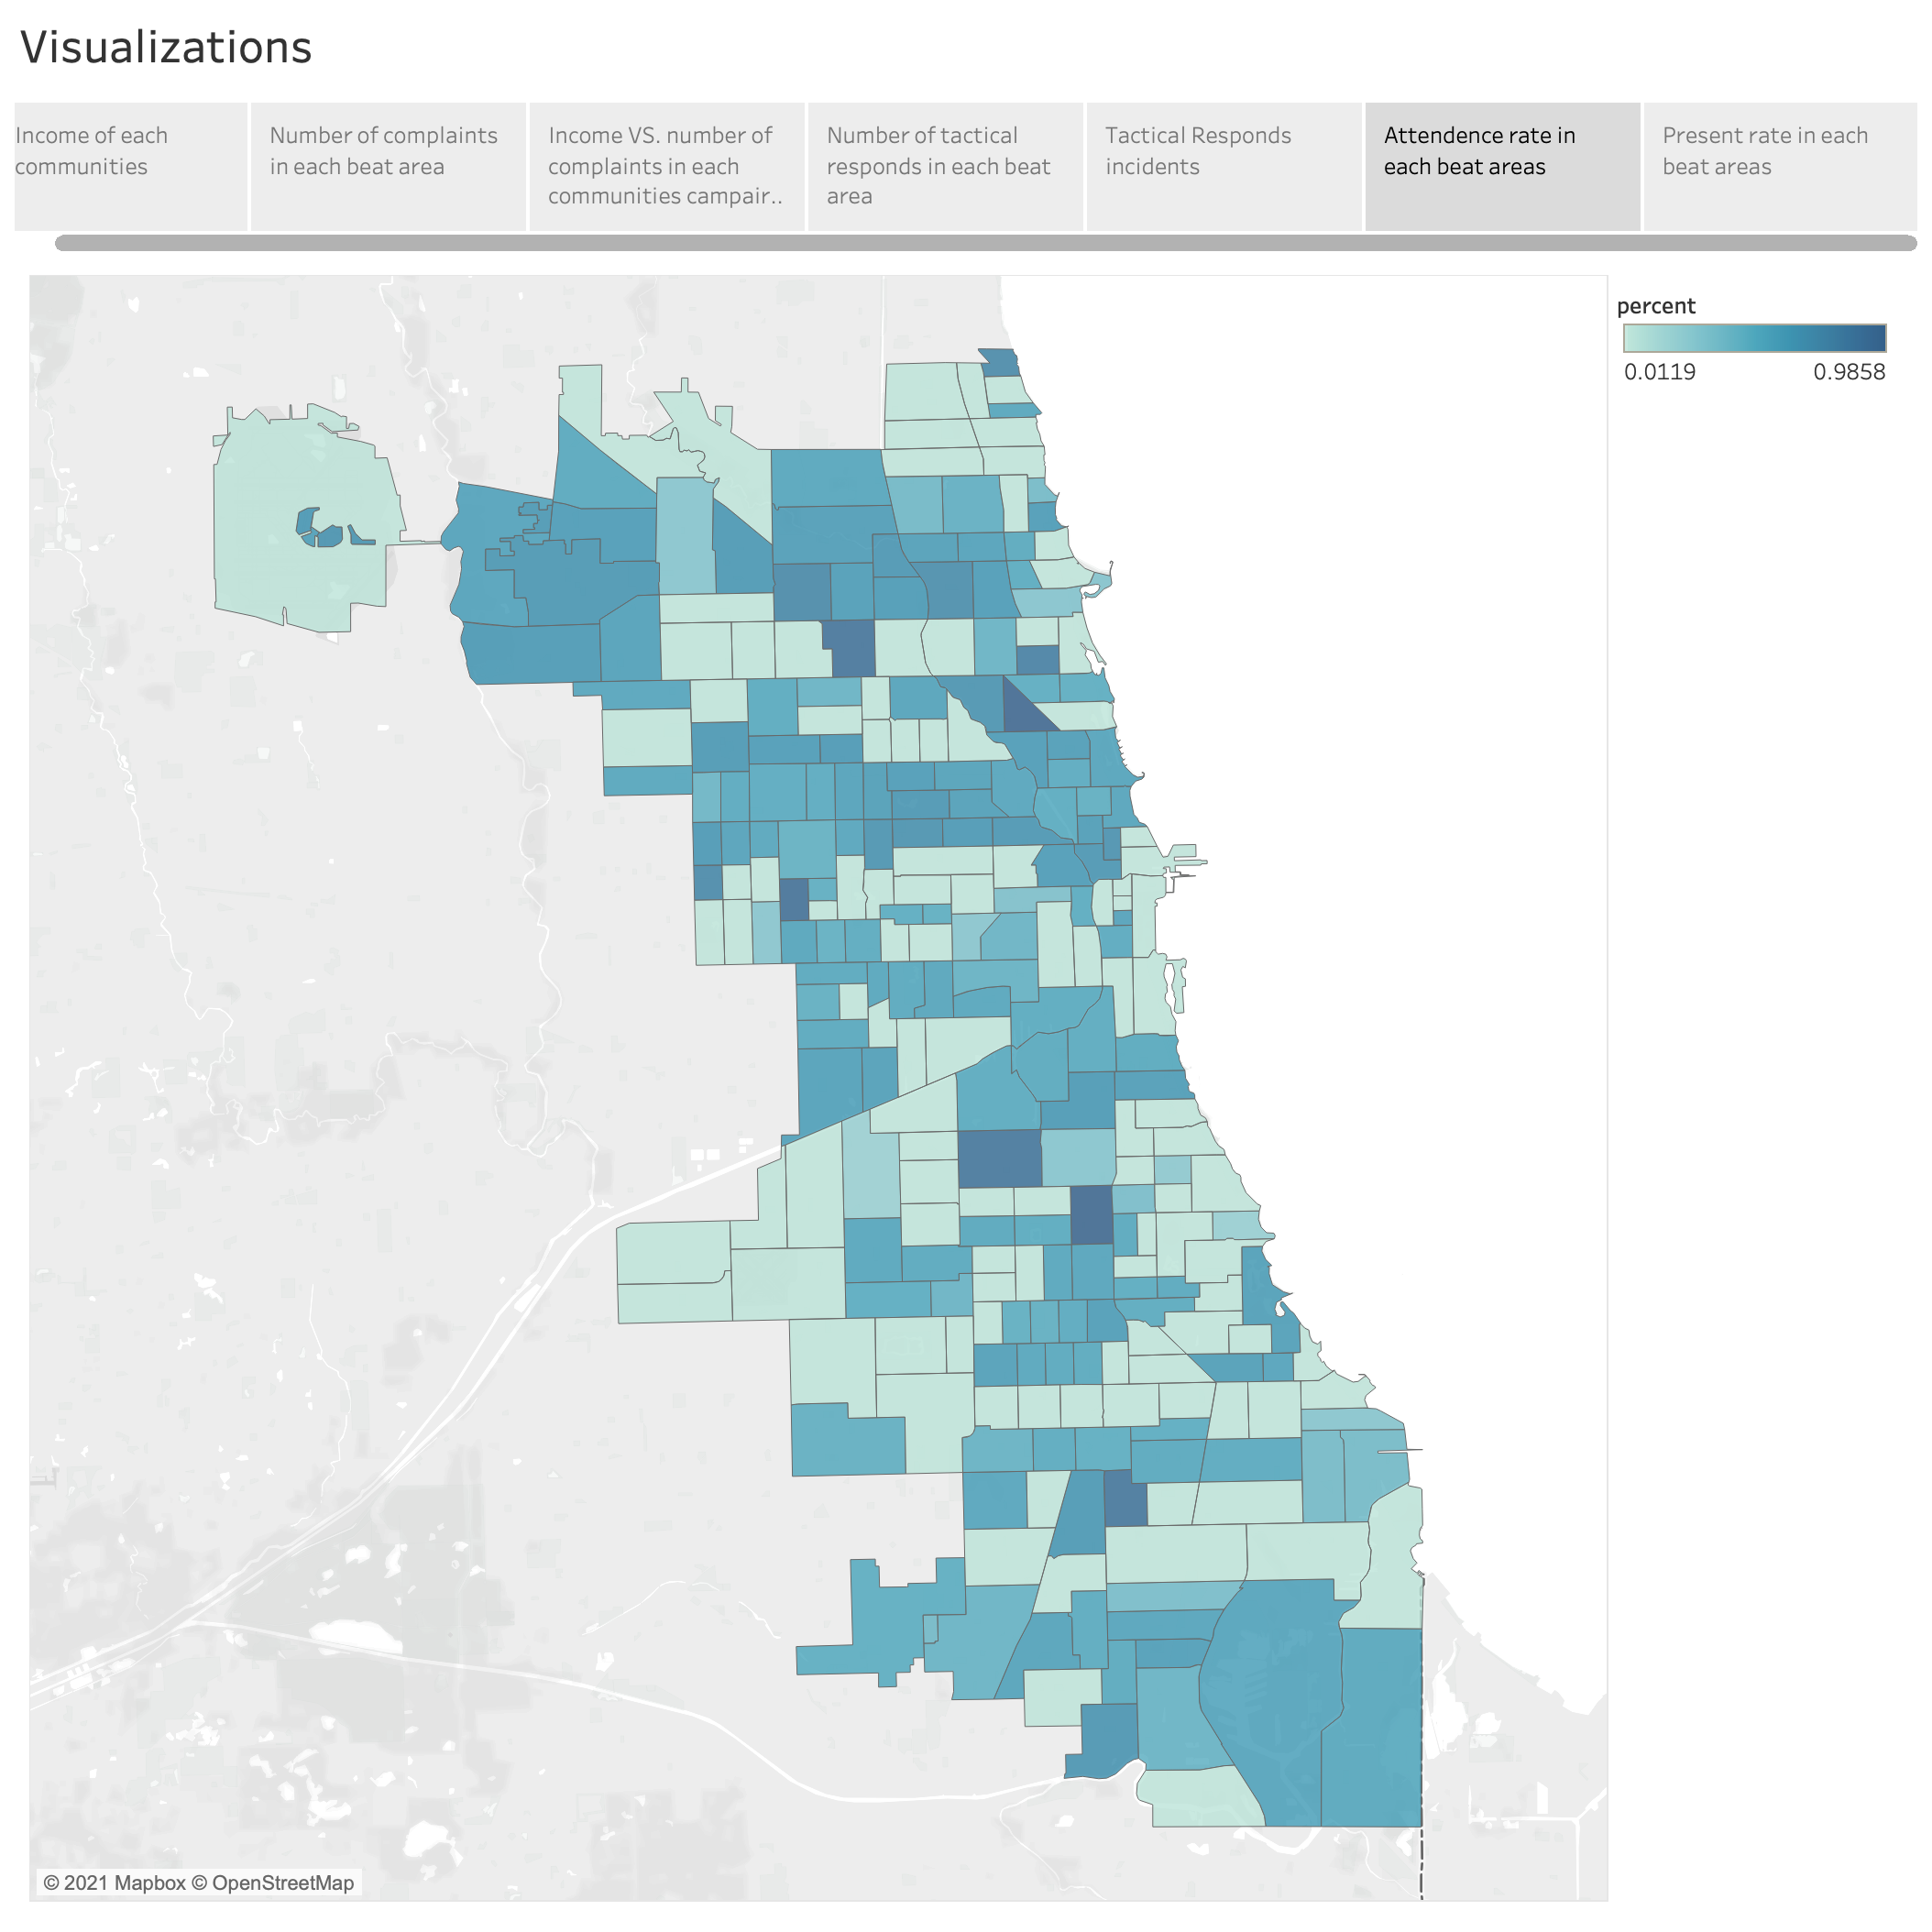 Visualizations
Income of each
communities
Number of complaints
in each beat area
Income VS. number of
complaints in each
communities campair..
Number of tactical
responds in each beat
area
Tactical Responds
incidents
Attendence rate in
each beat areas
Present rate in each
beat areas
percent
0.0119 0.9858
© 2021 Mapbox © OpenStreetMap